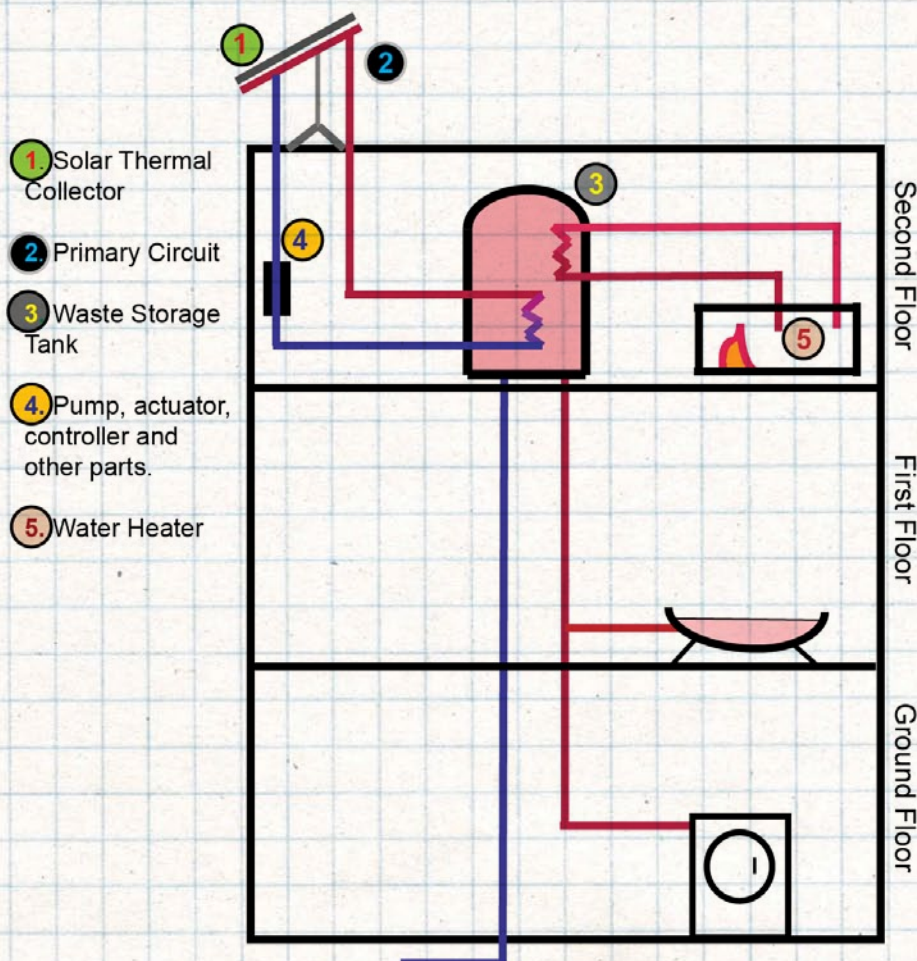 1
2
1. Solar Thermal
Collector
3
2. Primary Circuit
4
3 Waste Storage
Tank
5
4. Pump, actuator,
controller and
other parts.
5. Water Heater
Second Floor
First Floor
Ground Floor